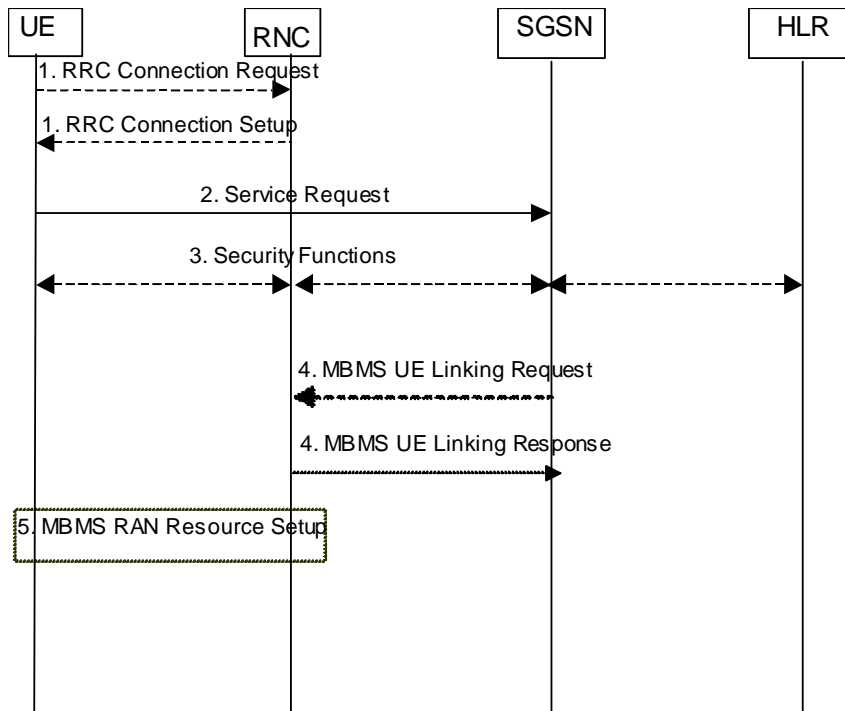 UE
RNC
SGSN
HLR
1. RRC Connection Request
1. RRC Connection Setup
2. Service Request
3. Security Functions
4. MBMS UE Linking Request
4. MBMS UE Linking Response
5. MBMS RAN Resource Setup